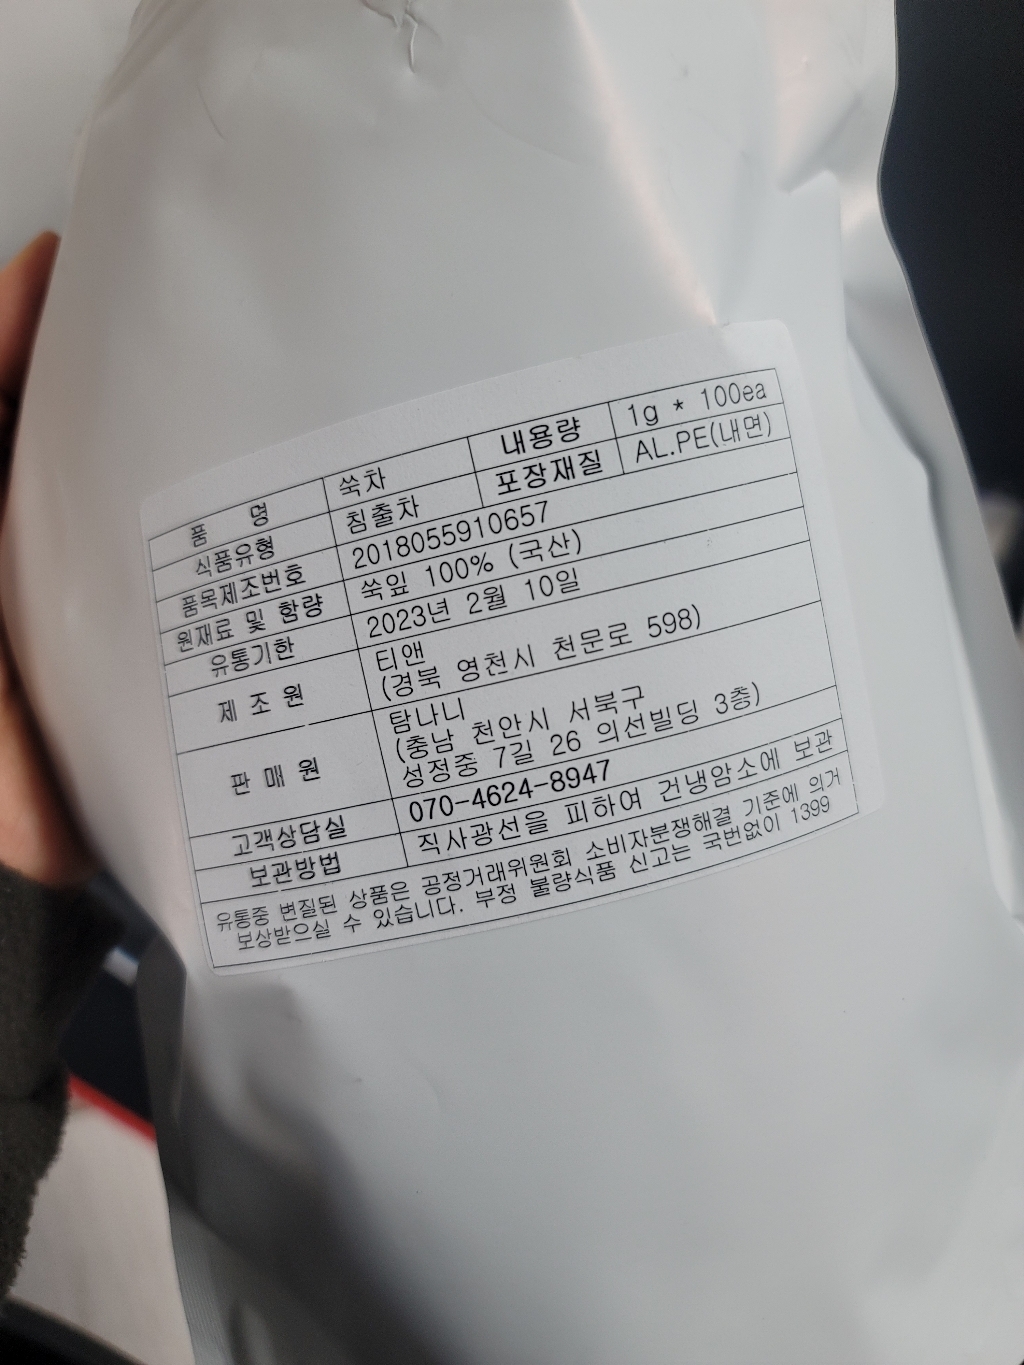 품 명 쑥차 내용량 1g * 100ea
식품유형 침출차 포장재질 AL.PE(내면)
품목제조번호 2018055910657
원재료 및 함량 쑥잎 100% (국산)
유통기한 2023년 2월 10일
제 조 원 티앤
(경북 영천시 천문로 598)
판 매 원 탐나니
(충남 천안시 서북구
성정중 7길 26 의선빌딩 3층)
고객상담실 070-4624-8947
보관방법 직사광선을 피하여 건냉암소에 보관
유통중 변질된 상품은 공정거래위원회 소비자분쟁해결 기준에 의거
보상받으실 수 있습니다. 부정 불량식품 신고는 국번없이 1399